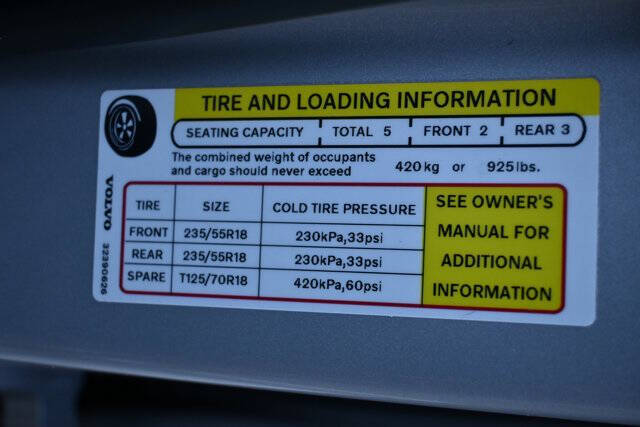 TIRE AND LOADING INFORMATION
SEATING CAPACITY TOTAL 5 FRONT 2 REAR 3
The combined weight of occupants
and cargo should never exceed 420kg or 925lbs.
TIRE SIZE COLD TIRE PRESSURE
FRONT 235/55R18 230kPa,33psi
REAR 235/55R18 230kPa,33psi
SPARE T125/70R18 420kPa,60psi
SEE OWNER'S
MANUAL FOR
ADDITIONAL
INFORMATION
VOLVO 32390626